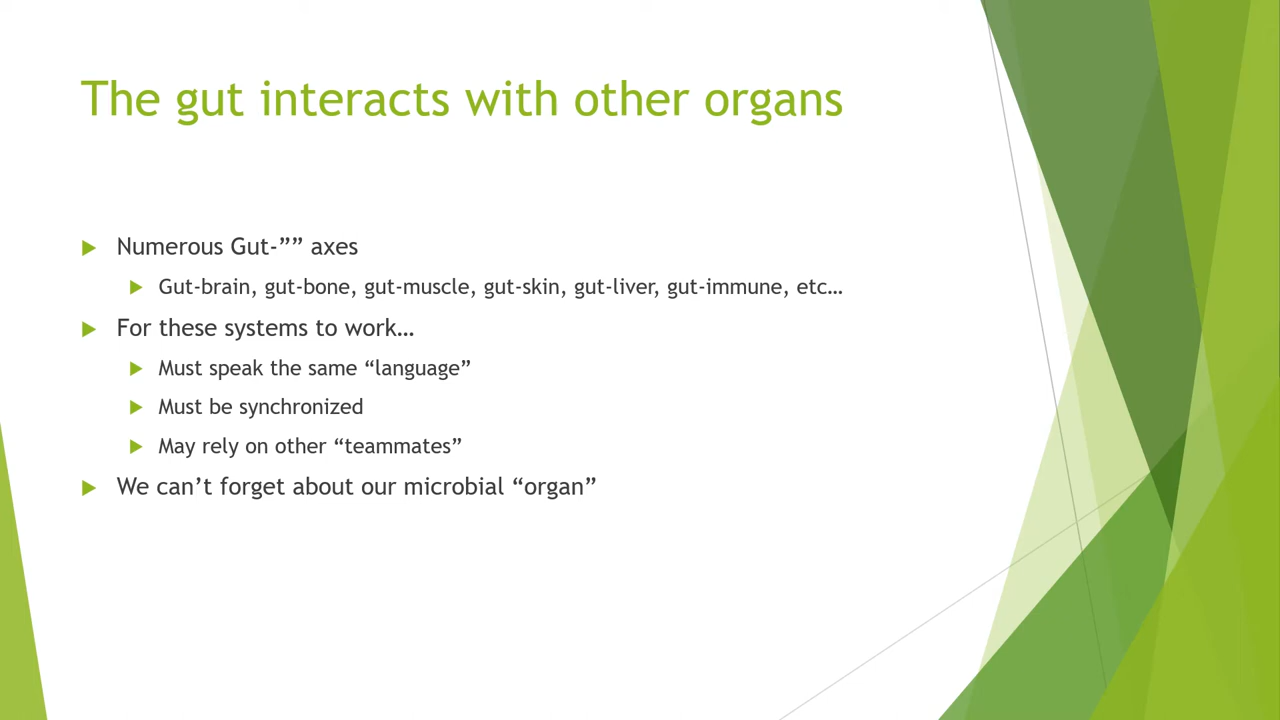 The gut interacts with other organs
Numerous Gut-”” axes
Gut-brain, gut-bone, gut-muscle, gut-skin, gut-liver, gut-immune, etc…
For these systems to work…
Must speak the same “language”
Must be synchronized
May rely on other “teammates”
We can’t forget about our microbial “organ”